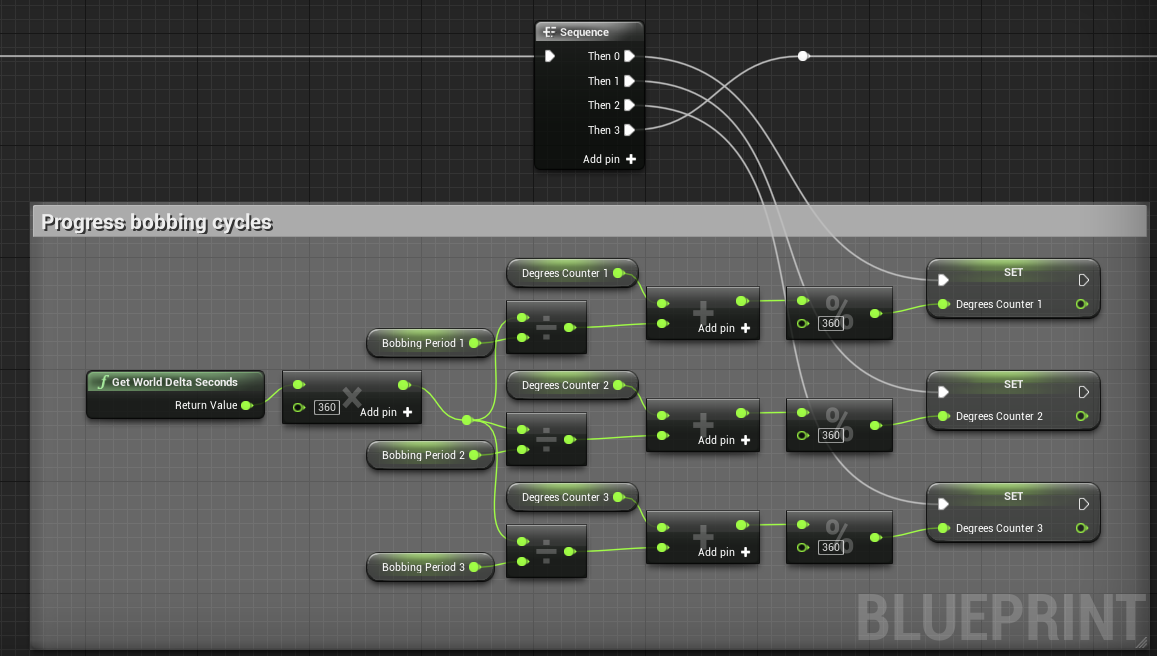 Sequence
Then 0
Then 1
Then 2
Then 3
Add pin
Progress bobbing cycles
Degrees Counter 1
SET
Degrees Counter 1
+
Add pin
%
360
÷
Bobbing Period 1
f Get World Delta Seconds
Return Value
360
×
Add pin
Degrees Counter 2
SET
Degrees Counter 2
+
Add pin
%
360
÷
Bobbing Period 2
Degrees Counter 3
SET
Degrees Counter 3
+
Add pin
%
360
÷
Bobbing Period 3
BLUEPRINT